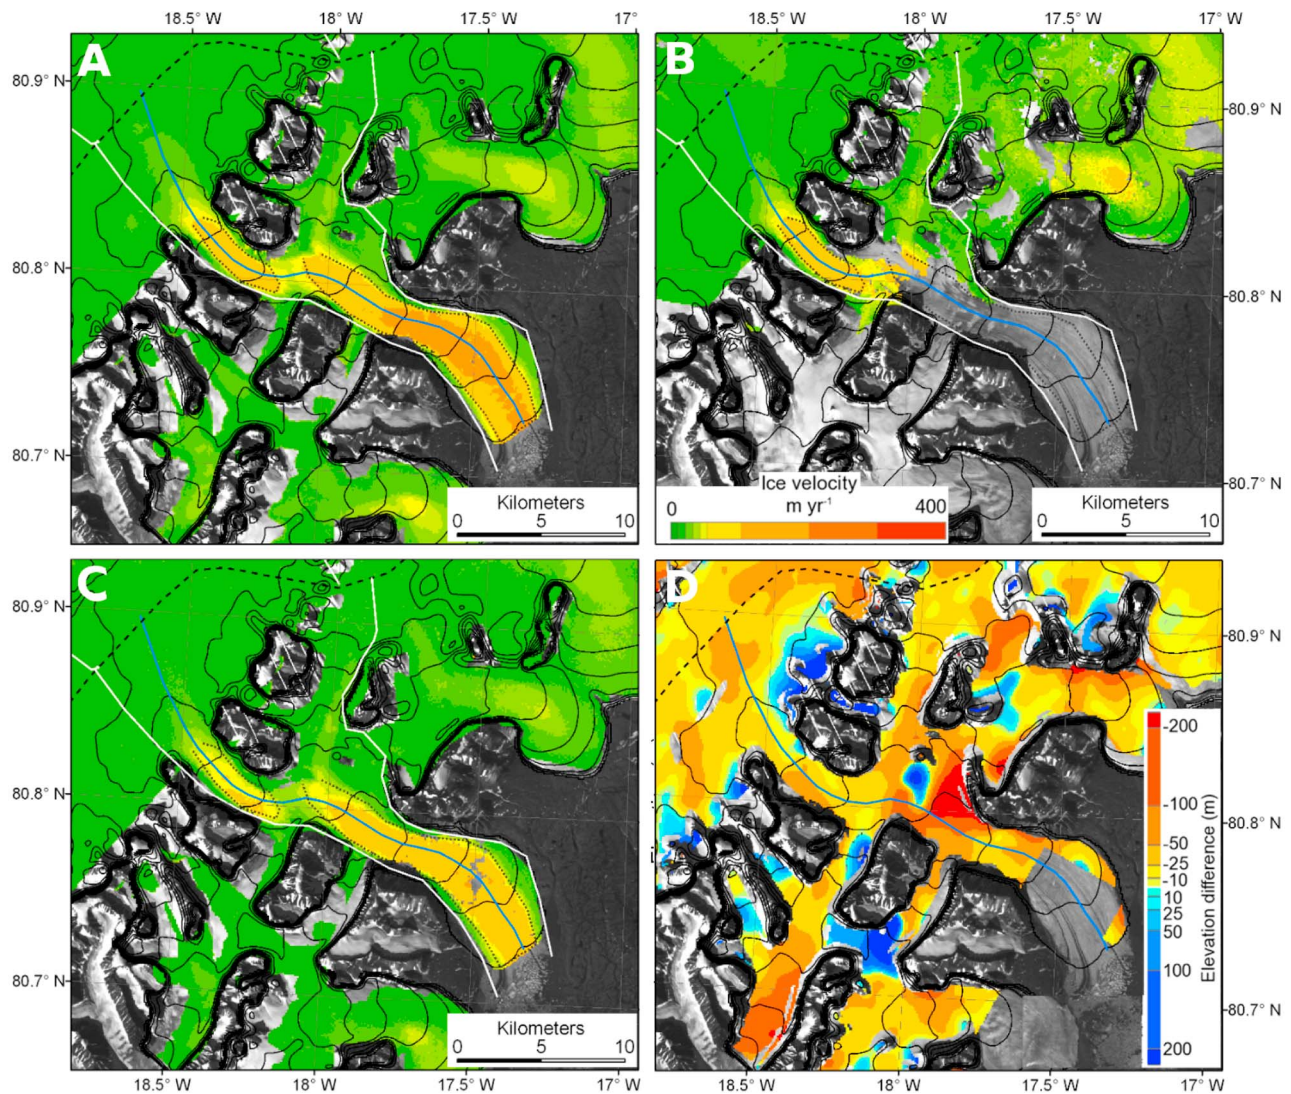 18.5° W 18° W 17.5° W 17° W
18.5° W 18° W 17.5° W 17° W
A
B
80.9° N
80.8° N
80.7° N
80.9° N
80.8° N
80.7° N
Kilometers
0 5 10
Ice velocity
m yr-1
0 400
Kilometers
0 5 10
C
D
80.9° N
80.8° N
80.7° N
80.9° N
80.8° N
80.7° N
Kilometers
0 5 10
-200
-100
-50
-25
-10
10
25
50
100
200
Elevation difference (m)
18.5° W 18° W 17.5° W
18.5° W 18° W 17.5° W 17° W